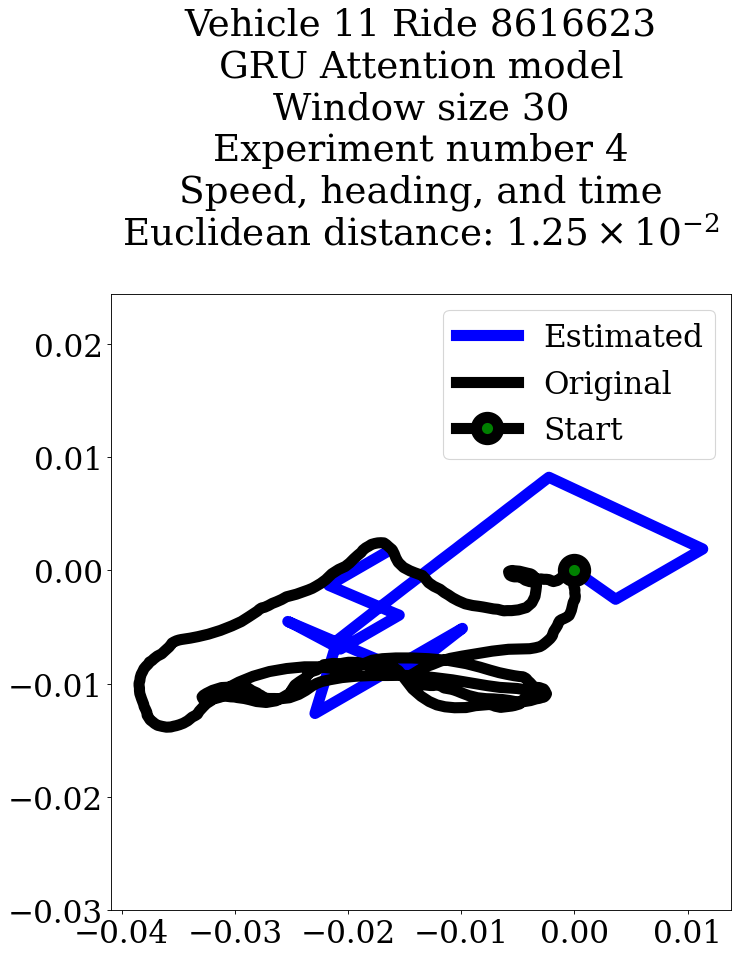 Vehicle 11 Ride 8616623
GRU Attention model
Window size 30
Experiment number 4
Speed, heading, and time
Euclidean distance: 1.25 × 10⁻²
Estimated
Original
Start
0.02
0.01
0.00
−0.01
−0.02
−0.03
−0.04 −0.03 −0.02 −0.01 0.00 0.01